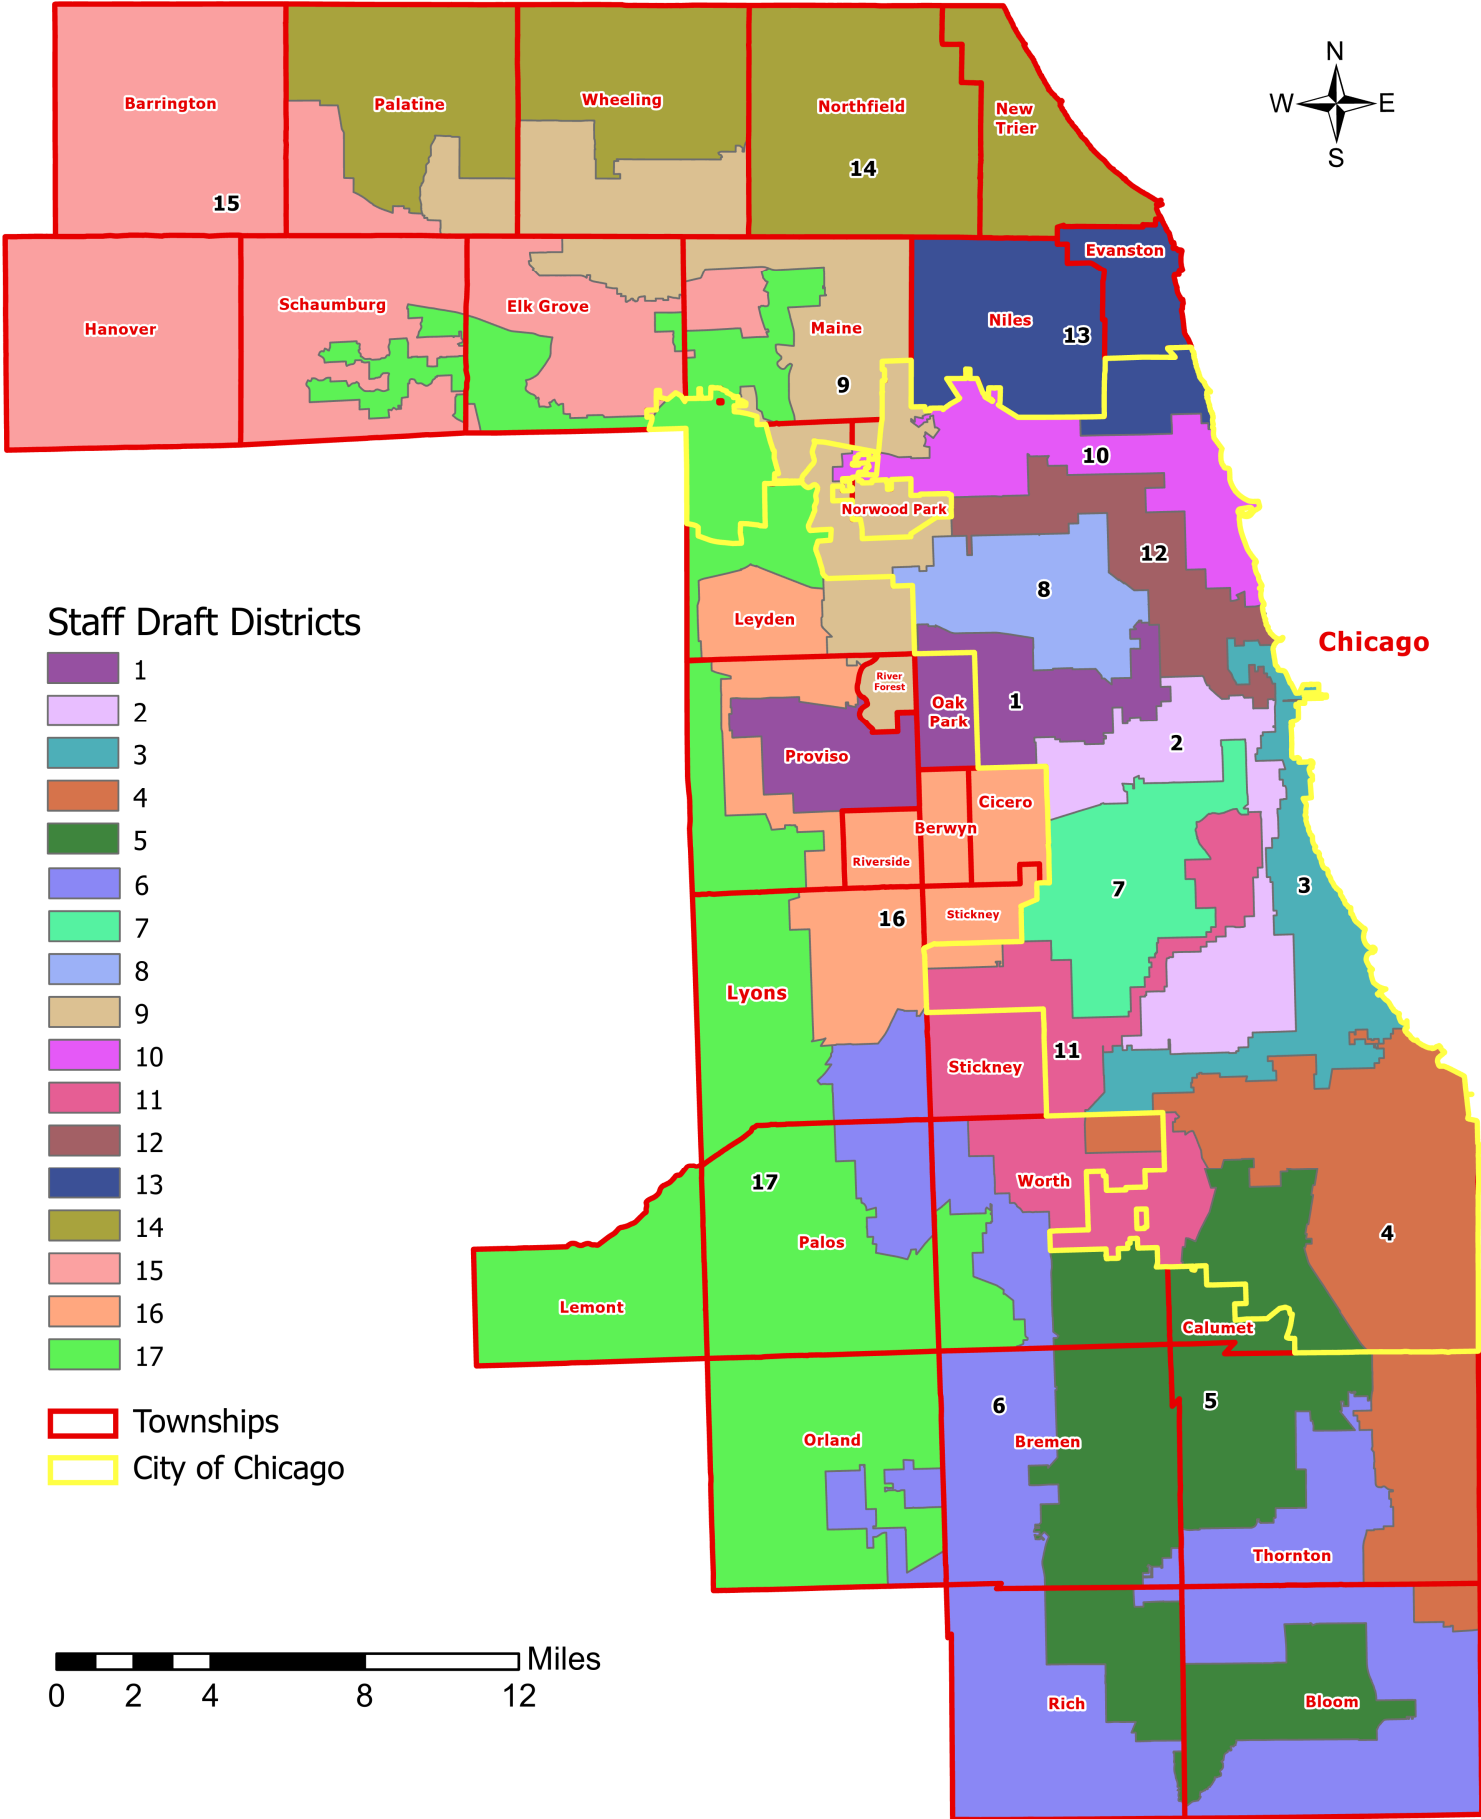 N
W E
S
Barrington
Palatine
Wheeling
Northfield
New
Trier
14
15
Evanston
Hanover
Schaumburg
Elk Grove
Maine
Niles
13
9
10
Norwood Park
12
8
Leyden
Chicago
River
Forest
Oak
Park
1
2
Proviso
Cicero
Berwyn
Riverside
7
3
16
Stickney
Lyons
11
Stickney
17
Worth
Palos
4
Lemont
Calumet
6
5
Orland
Bremen
Thornton
Rich
Bloom
Staff Draft Districts
1
2
3
4
5
6
7
8
9
10
11
12
13
14
15
16
17
Townships
City of Chicago
Miles
0 2 4 8 12